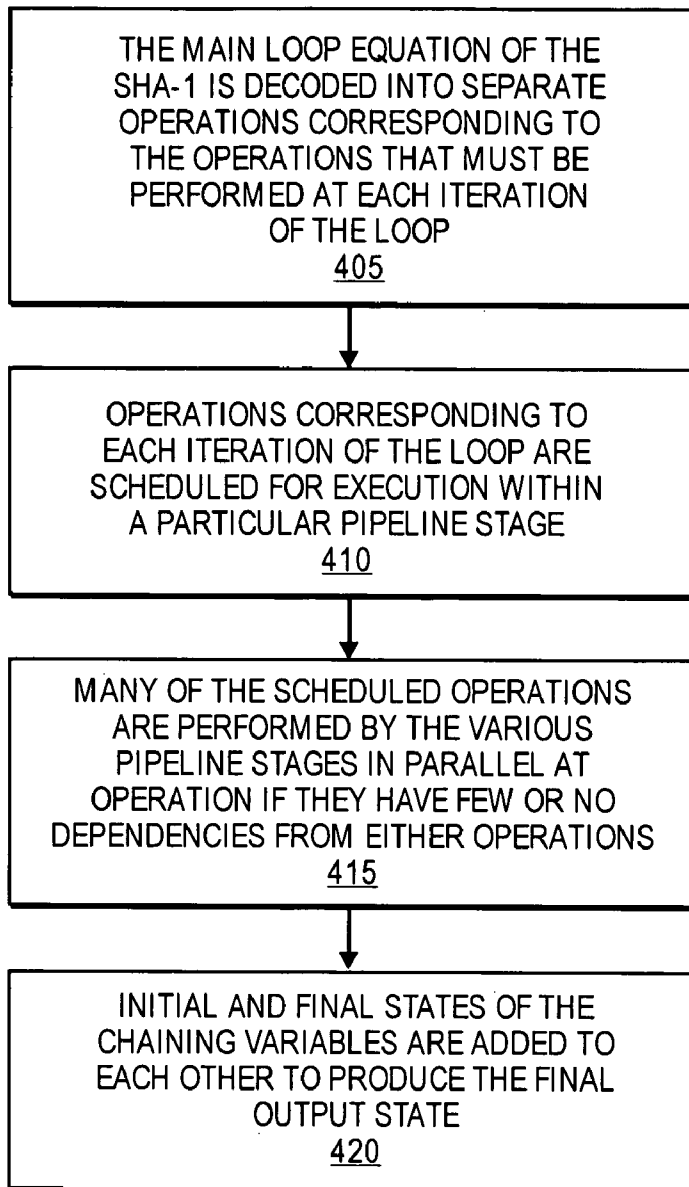 THE MAIN LOOP EQUATION OF THE
SHA-1 IS DECODED INTO SEPARATE
OPERATIONS CORRESPONDING TO
THE OPERATIONS THAT MUST BE
PERFORMED AT EACH ITERATION
OF THE LOOP
405
OPERATIONS CORRESPONDING TO
EACH ITERATION OF THE LOOP ARE
SCHEDULED FOR EXECUTION WITHIN
A PARTICULAR PIPELINE STAGE
410
MANY OF THE SCHEDULED OPERATIONS
ARE PERFORMED BY THE VARIOUS
PIPELINE STAGES IN PARALLEL AT
OPERATION IF THEY HAVE FEW OR NO
DEPENDENCIES FROM EITHER OPERATIONS
415
INITIAL AND FINAL STATES OF THE
CHAINING VARIABLES ARE ADDED TO
EACH OTHER TO PRODUCE THE FINAL
OUTPUT STATE
420